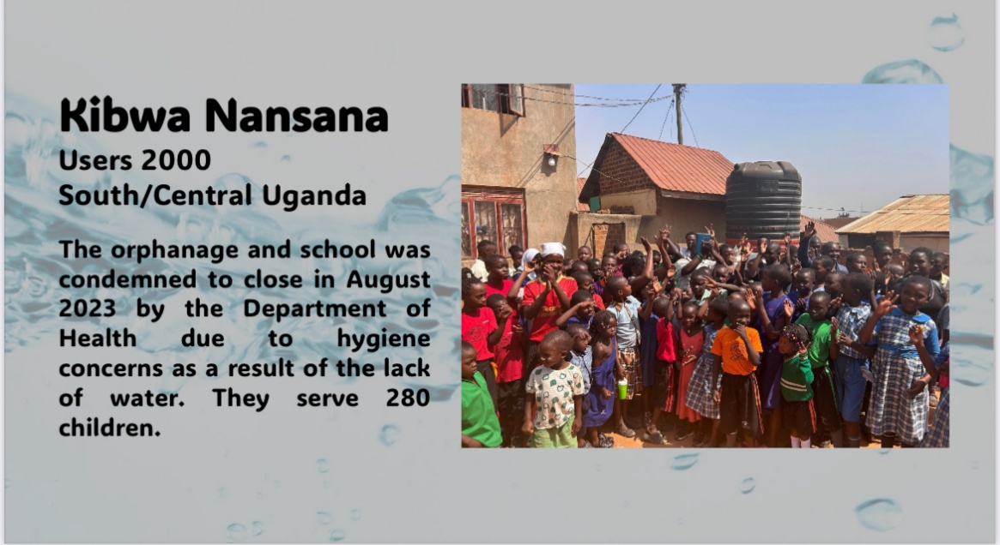 Kibwa Nansana
Users 2000
South/Central Uganda
The orphanage and school was
condemned to close in August
2023 by the Department of
Health due to hygiene
concerns as a result of the lack
of water. They serve 280
children.